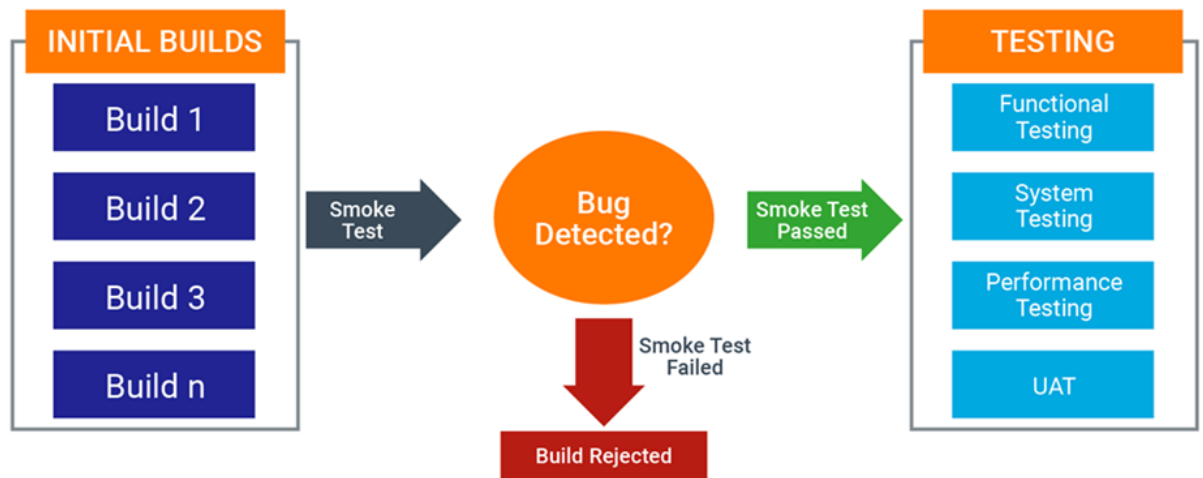 INITIAL BUILDS
Build 1
Build 2
Build 3
Build n
Smoke
Test
Bug
Detected?
Smoke Test
Passed
Smoke Test
Failed
Build Rejected
TESTING
Functional
Testing
System
Testing
Performance
Testing
UAT